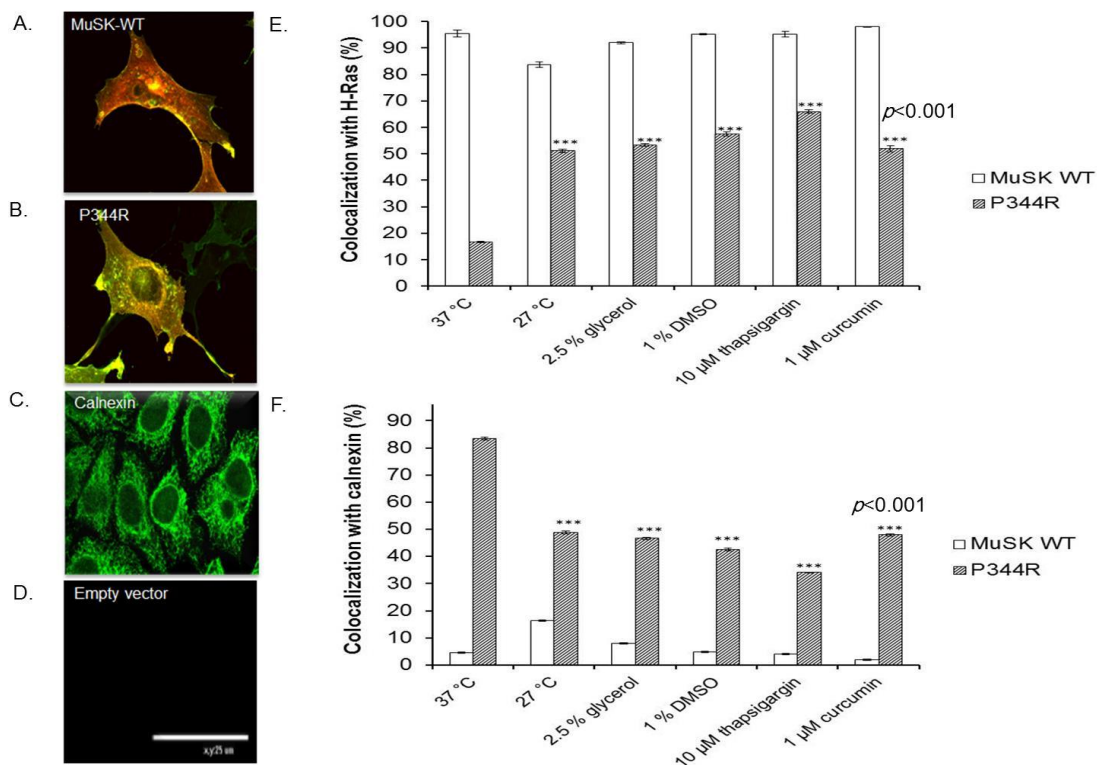 A.
MuSK-WT
B.
P344R
C.
Calnexin
D.
Empty vector
x,y:25 um
E.
Colocalization with H-Ras (%)
100
90
80
70
60
50
40
30
20
10
0
***
***
***
***
***
p<0.001
MuSK WT
P344R
37 °C
27 °C
2.5 % glycerol
1 % DMSO
10 µM thapsigargin
1 µM curcumin
F.
Colocalization with calnexin (%)
90
80
70
60
50
40
30
20
10
0
***
***
***
***
***
p<0.001
MuSK WT
P344R
37 °C
27 °C
2.5 % glycerol
1 % DMSO
10 µM thapsigargin
1 µM curcumin